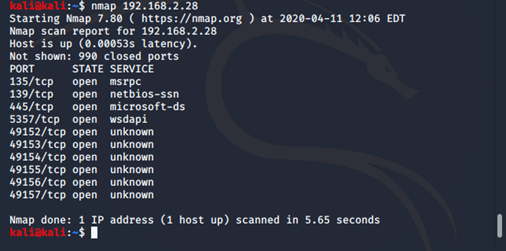 kali@kali:~$ nmap 192.168.2.28
Starting Nmap 7.80 ( https://nmap.org ) at 2020-04-11 12:06 EDT
Nmap scan report for 192.168.2.28
Host is up (0.00053s latency).
Not shown: 990 closed ports
PORT      STATE SERVICE
135/tcp   open  msrpc
139/tcp   open  netbios-ssn
445/tcp   open  microsoft-ds
5357/tcp  open  wsdapi
49152/tcp open  unknown
49153/tcp open  unknown
49154/tcp open  unknown
49155/tcp open  unknown
49156/tcp open  unknown
49157/tcp open  unknown
Nmap done: 1 IP address (1 host up) scanned in 5.65 seconds
kali@kali:~$